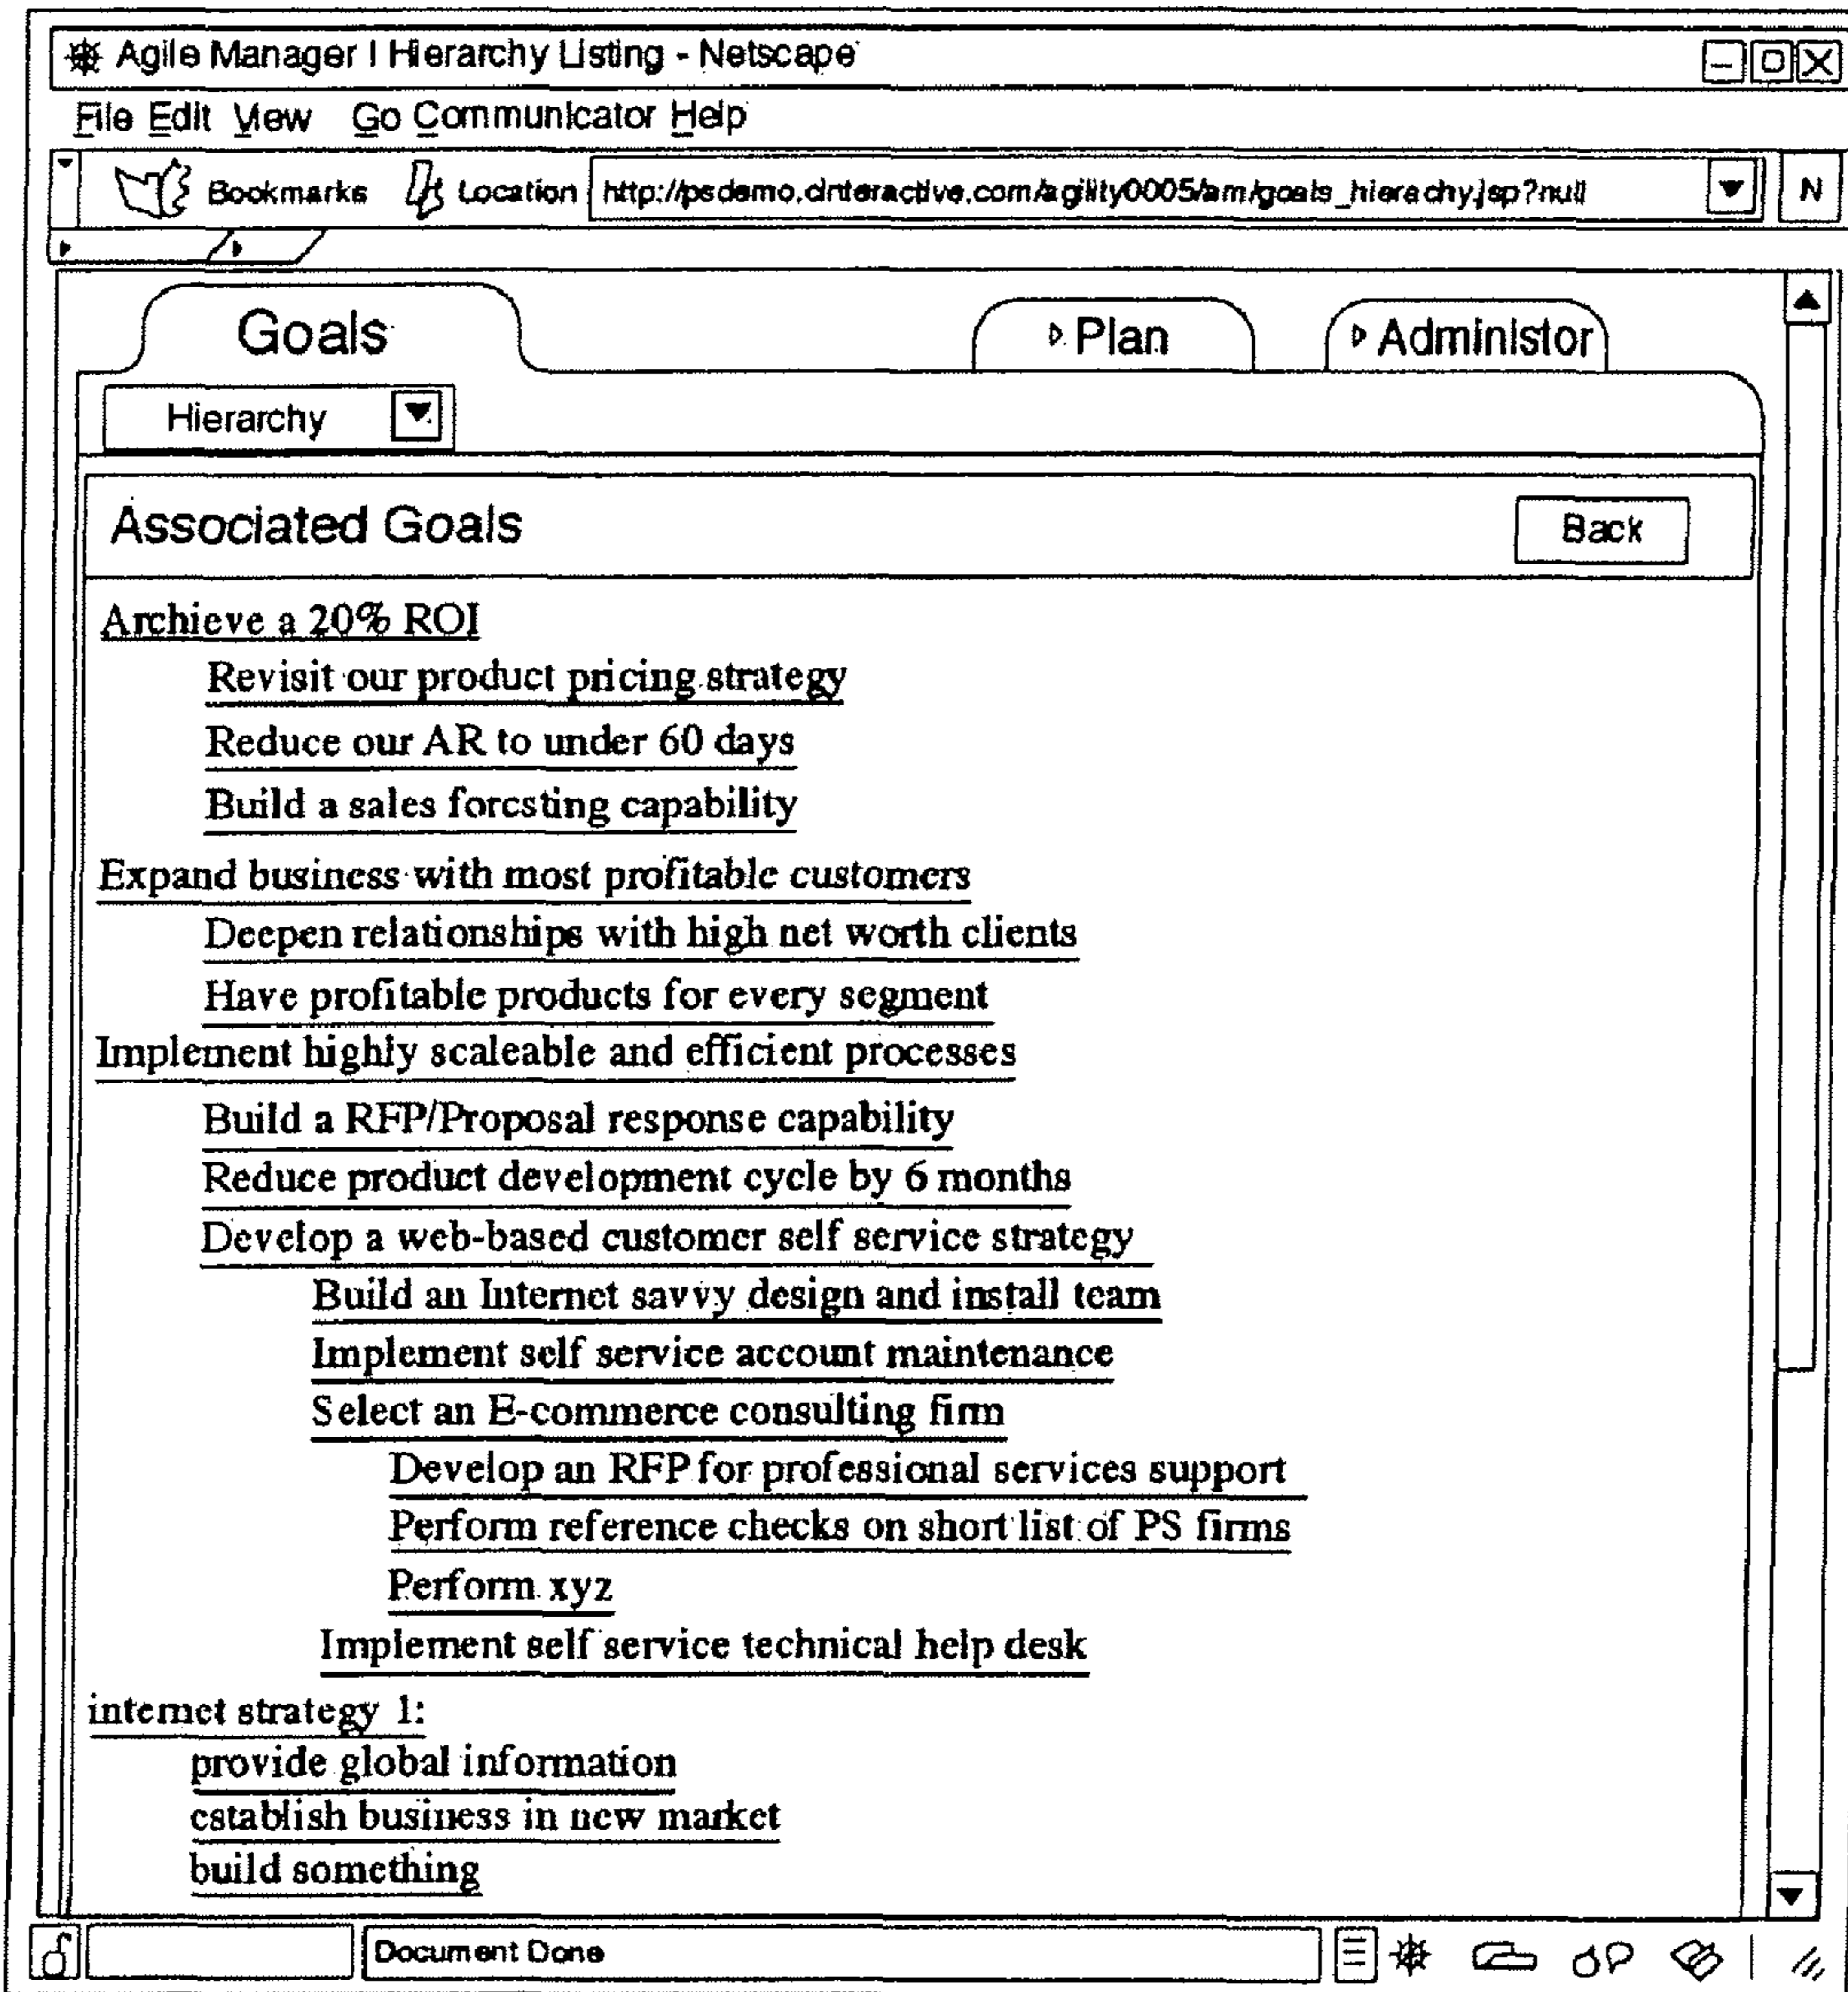 Agile Manager | Hierarchy Listing - Netscape
File Edit View Go Communicator Help
Bookmarks Location http://psdemo.dnteractive.com/agility0005/am/goals_hierachy.jsp?null N
Goals Plan Administor
Hierarchy
Associated Goals Back
Archieve a 20% ROI
Revisit our product pricing strategy
Reduce our AR to under 60 days
Build a sales forcsting capability
Expand business with most profitable customers
Deepen relationships with high net worth clients
Have profitable products for every segment
Implement highly scaleable and efficient processes
Build a RFP/Proposal response capability
Reduce product development cycle by 6 months
Develop a web-based customer self service strategy
Build an Internet savvy design and install team
Implement self service account maintenance
Select an E-commerce consulting firm
Develop an RFP for professional services support
Perform reference checks on short list of PS firms
Perform xyz
Implement self service technical help desk
internet strategy 1:
provide global information
establish business in new market
build something
Document Done